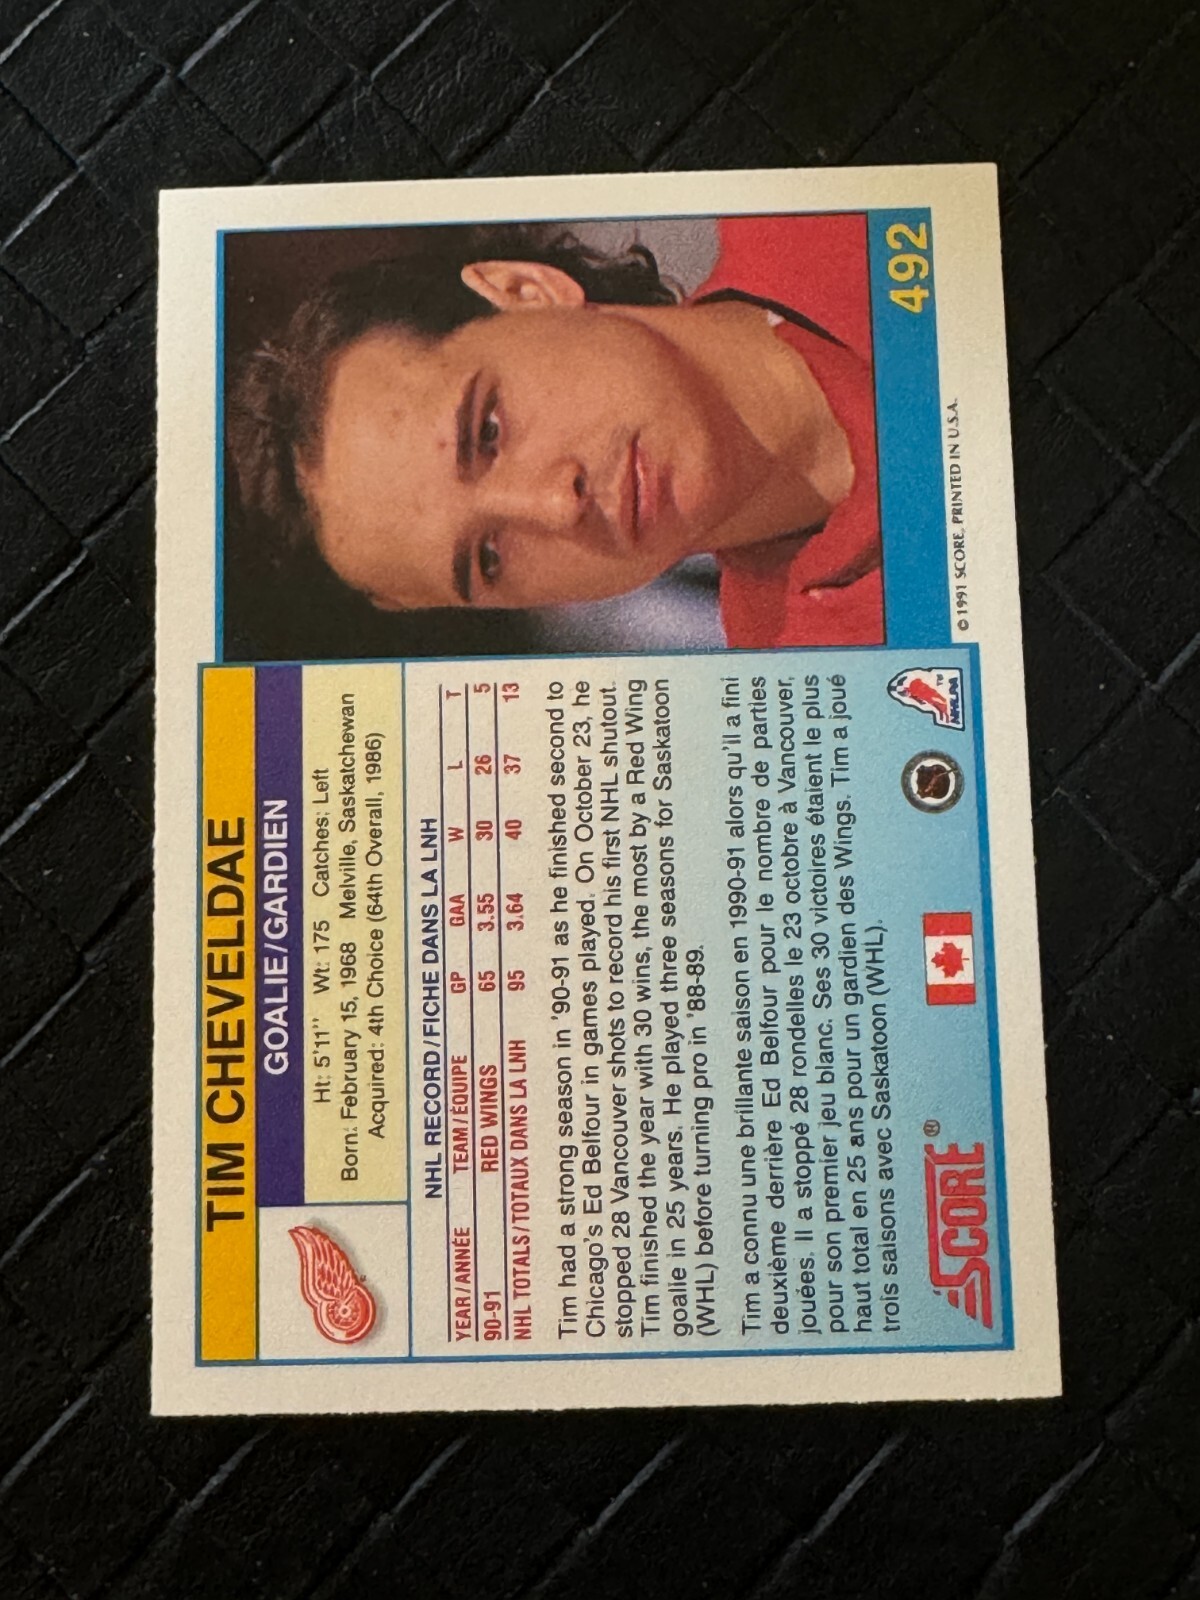 TIM CHEVELDAE
GOALIE/GARDIEN
Ht: 5'11" Wt: 175 Catches: Left
Born: February 15, 1968 Melville, Saskatchewan
Acquired: 4th Choice (64th Overall, 1986)
NHL RECORD/FICHE DANS LA LNH
YEAR/ANNÉE TEAM/ÉQUIPE GP GAA W L T
90-91 RED WINGS 65 3.55 30 26 5
NHL TOTALS/TOTAUX DANS LA LNH 95 3.64 40 37 13
Tim had a strong season in '90-91 as he finished second to
Chicago's Ed Belfour in games played. On October 23, he
stopped 28 Vancouver shots to record his first NHL shutout.
Tim finished the year with 30 wins, the most by a Red Wing
goalie in 25 years. He played three seasons for Saskatoon
(WHL) before turning pro in '88-89.
Tim a connu une brillante saison en 1990-91 alors qu'il a fini
deuxième derrière Ed Belfour pour le nombre de parties
jouées. Il a stoppé 28 rondelles le 23 octobre à Vancouver,
pour son premier jeu blanc. Ses 30 victoires étaient le plus
haut total en 25 ans pour un gardien des Wings. Tim a joué
trois saisons avec Saskatoon (WHL).
SCORE®
NHLPA™
© 1991 SCORE, PRINTED IN U.S.A.
492